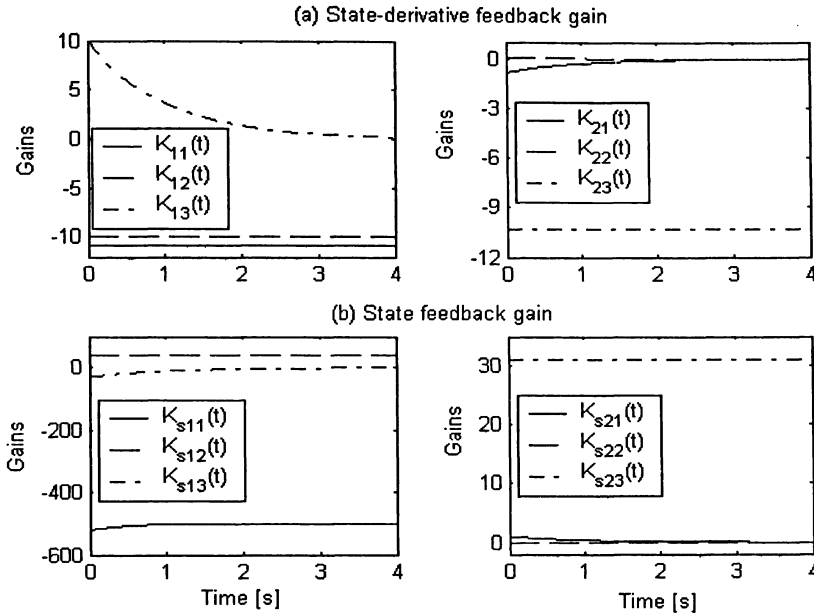 (a) State-derivative feedback gain
Gains
10
5
0
-5
-10
K11(t)
K12(t)
K13(t)
0 1 2 3 4
0
-3
-6
-9
-12
Gains
K21(t)
K22(t)
K23(t)
0 1 2 3 4
(b) State feedback gain
Gains
0
-200
-400
-600
Ks11(t)
Ks12(t)
Ks13(t)
0 1 2 3 4
Time [s]
Gains
30
20
10
0
Ks21(t)
Ks22(t)
Ks23(t)
0 1 2 3 4
Time [s]